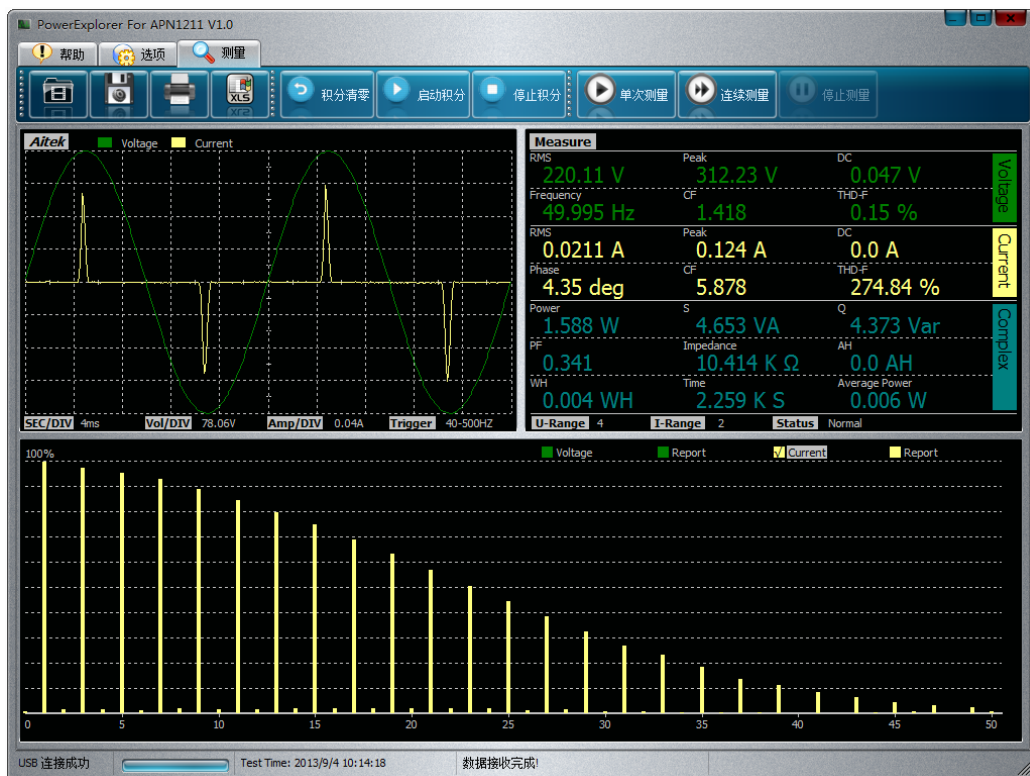 PowerExplorer For APN1211 V1.0
帮助 选项 测量
XLS 积分清零 启动积分 停止积分 单次测量 连续测量 停止测量
Aitek Voltage Current
SEC/DIV 4ms Vol/DIV 78.06V Amp/DIV 0.04A Trigger 40-500HZ
Measure
RMS Peak DC
220.11 V 312.23 V 0.047 V
Frequency CF THD-F
49.995 Hz 1.418 0.15 %
Voltage
RMS Peak DC
0.0211 A 0.124 A 0.0 A
Phase CF THD-F
4.35 deg 5.878 274.84 %
Current
Power S Q
1.588 W 4.653 VA 4.373 Var
PF Impedance AH
0.341 10.414 K Ω 0.0 AH
WH Time Average Power
0.004 WH 2.259 K S 0.006 W
Complex
U-Range 4 I-Range 2 Status Normal
100% Voltage Report √ Current Report
0 5 10 15 20 25 30 35 40 45 50
USB 连接成功 Test Time: 2013/9/4 10:14:18 数据接收完成!